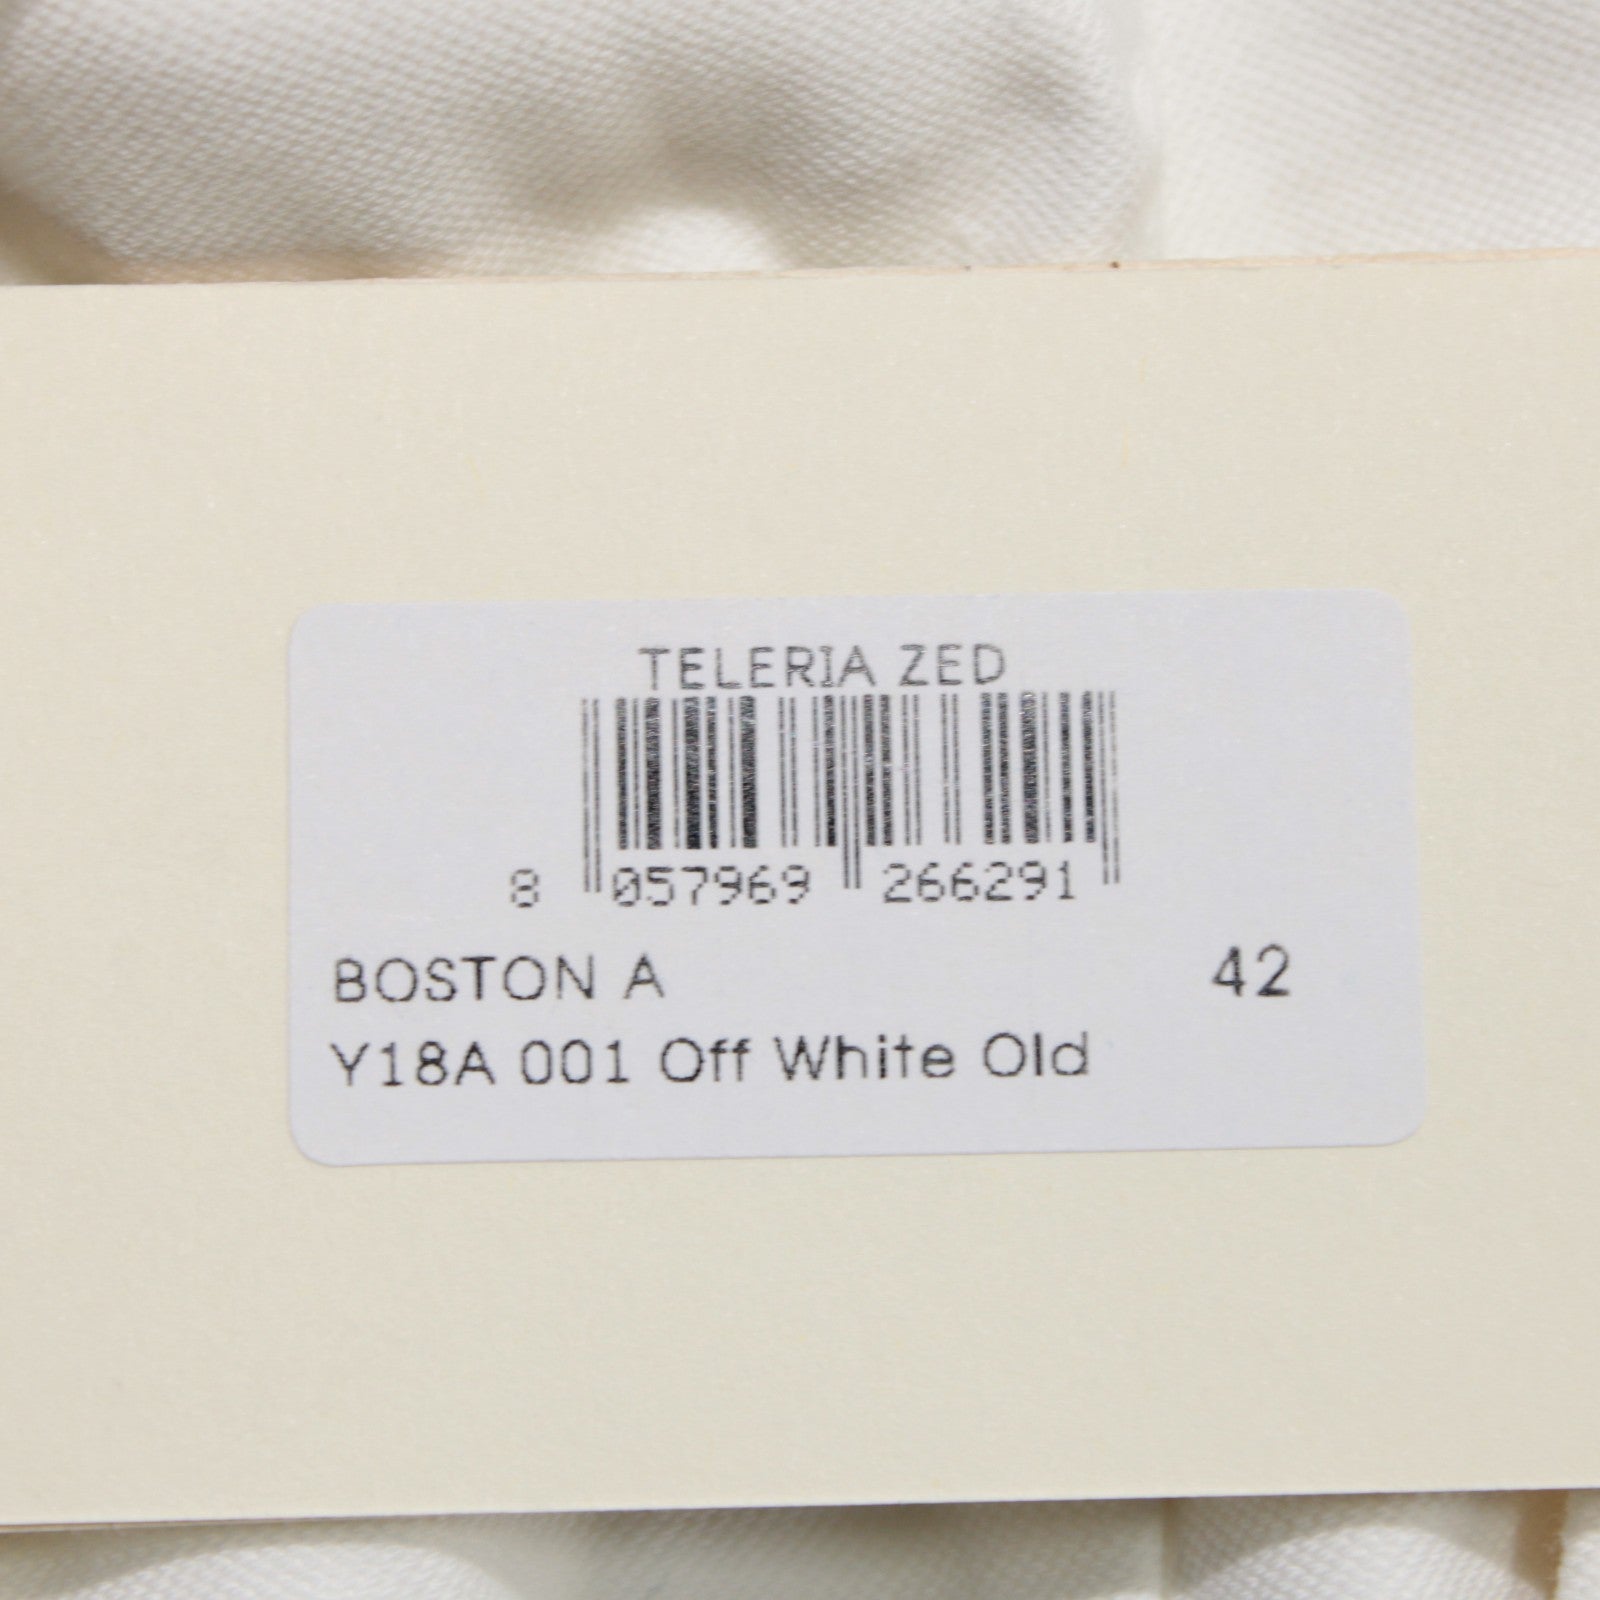 TELERIA ZED
8 057969 266291
BOSTON A 42
Y18A 001 Off White Old